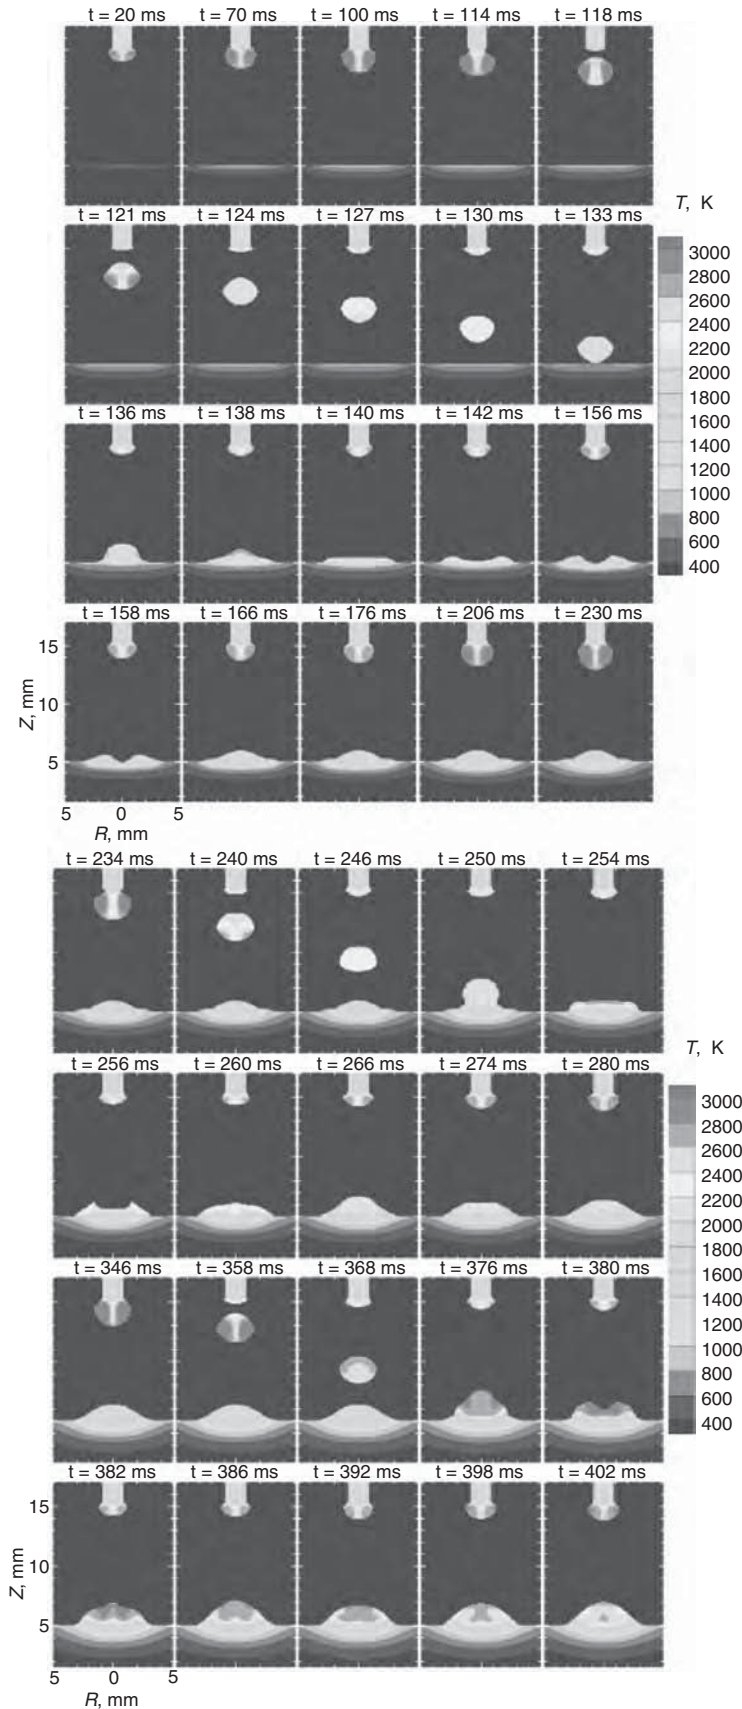 t = 20 ms t = 70 ms t = 100 ms t = 114 ms t = 118 ms
T, K
t = 121 ms t = 124 ms t = 127 ms t = 130 ms t = 133 ms
3000
2800
2600
2400
2200
2000
1800
1600
1400
1200
1000
800
600
400
t = 136 ms t = 138 ms t = 140 ms t = 142 ms t = 156 ms
t = 158 ms t = 166 ms t = 176 ms t = 206 ms t = 230 ms
15
10
5
Z, mm
5 0 5
R, mm
t = 234 ms t = 240 ms t = 246 ms t = 250 ms t = 254 ms
T, K
t = 256 ms t = 260 ms t = 266 ms t = 274 ms t = 280 ms
3000
2800
2600
2400
2200
2000
1800
1600
1400
1200
1000
800
600
400
t = 346 ms t = 358 ms t = 368 ms t = 376 ms t = 380 ms
t = 382 ms t = 386 ms t = 392 ms t = 398 ms t = 402 ms
15
10
5
Z, mm
5 0 5
R, mm